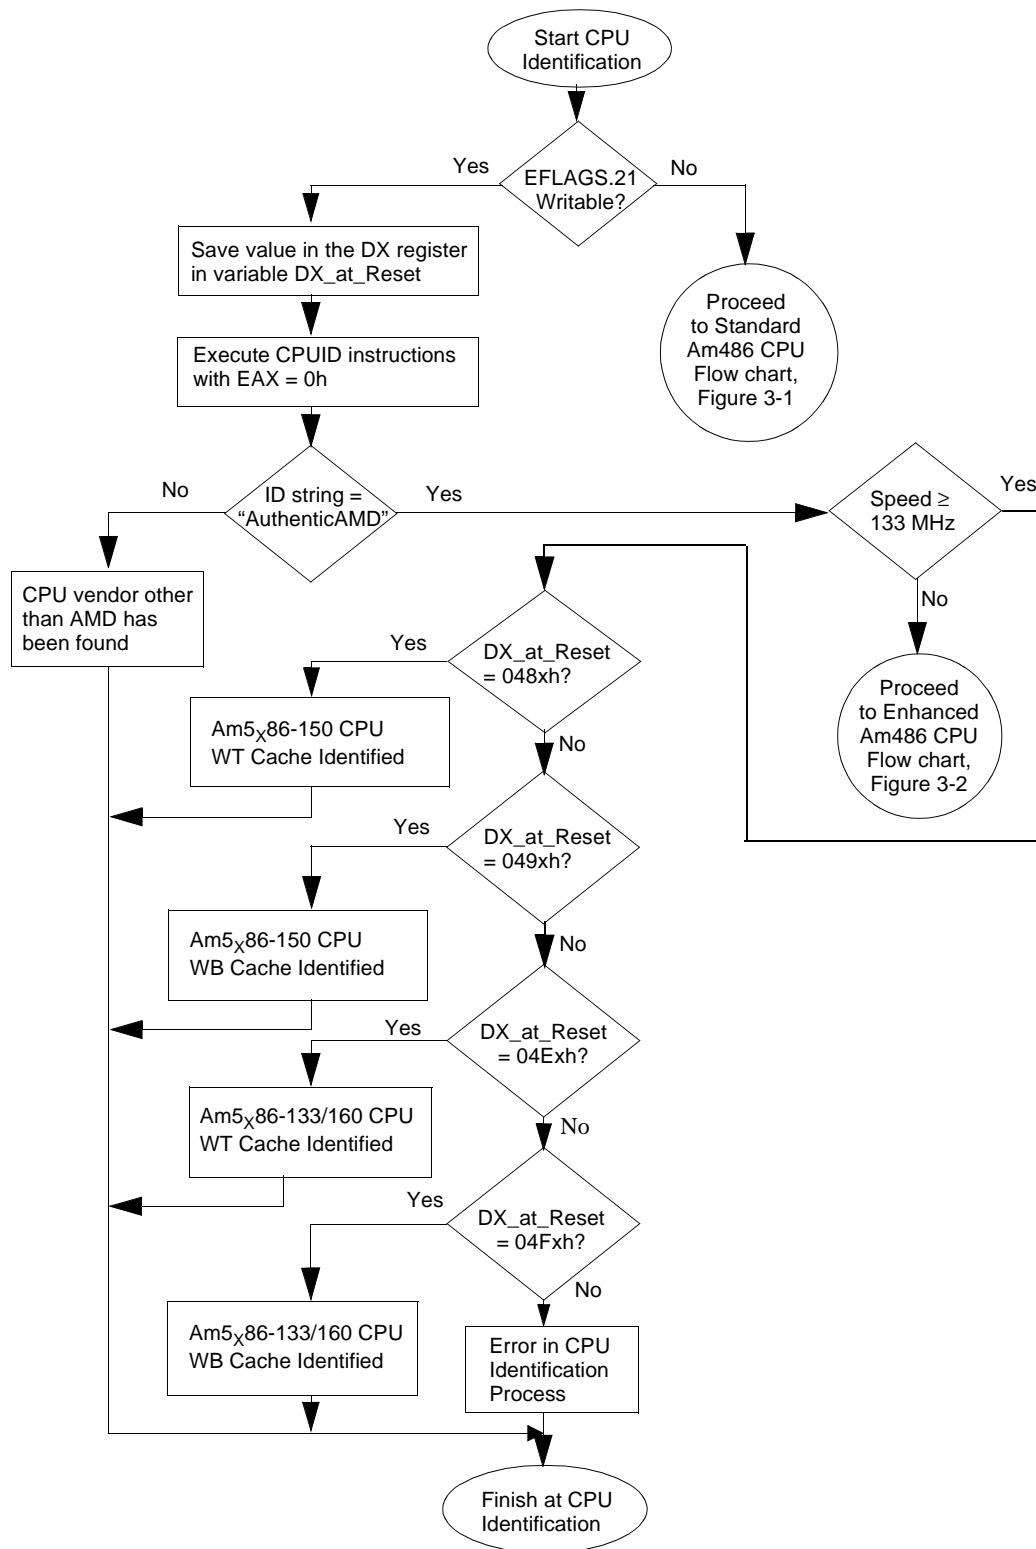 Start CPU
Identification
Yes
No
EFLAGS.21
Writable?
Save value in the DX register
in variable DX_at_Reset
Proceed
to Standard
Am486 CPU
Flow chart,
Figure 3-1
Execute CPUID instructions
with EAX = 0h
No
ID string =
“AuthenticAMD”
Yes
Speed ≥
133 MHz
Yes
No
CPU vendor other
than AMD has
been found
Yes
DX_at_Reset
= 048xh?
Proceed
to Enhanced
Am486 CPU
Flow chart,
Figure 3-2
Am5X86-150 CPU
WT Cache Identified
No
Yes
DX_at_Reset
= 049xh?
Am5X86-150 CPU
WB Cache Identified
No
Yes
DX_at_Reset
= 04Exh?
Am5X86-133/160 CPU
WT Cache Identified
No
Yes
DX_at_Reset
= 04Fxh?
No
Am5X86-133/160 CPU
WB Cache Identified
Error in CPU
Identification
Process
Finish at CPU
Identification